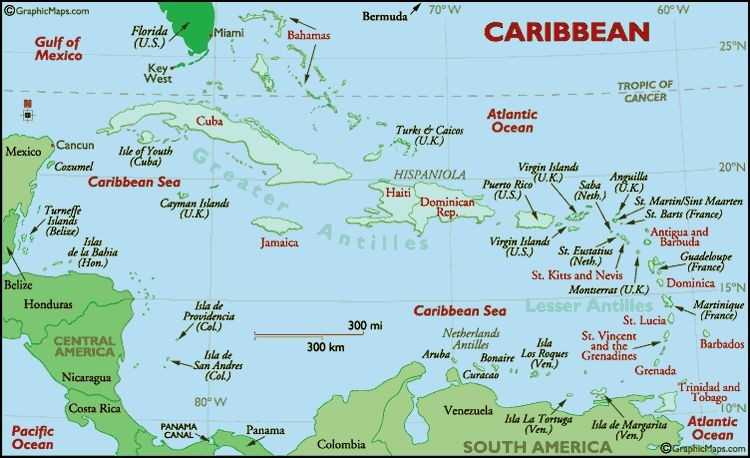 ©GraphicMaps.com
Bermuda
70°W
60°W
CARIBBEAN
Florida
(U.S.)
Miami
Bahamas
Gulf of
Mexico
25°N
Key
West
TROPIC OF
CANCER
N
Cuba
Atlantic
Ocean
Turks & Caicos
(U.K.)
Mexico
Cancun
Cozumel
Isle of Youth
(Cuba)
20°N
Caribbean Sea
Greater
Antilles
HISPANIOLA
Haiti
Dominican
Rep.
Puerto Rico
(U.S.)
Virgin Islands
(U.K.)
Saba
(Neth.)
Anguilla
(U.K.)
St. Martin/Sint Maarten
St. Barts (France)
Cayman Islands
(U.K.)
Turneffe
Islands
(Belize)
Jamaica
Virgin Islands
(U.S.)
St. Eustatius
(Neth.)
Antigua and
Barbuda
Islas
de la Bahia
(Hon.)
St. Kitts and Nevis
Guadeloupe
(France)
Belize
Montserrat (U.K.)
Dominica
15°N
Honduras
Isla de
Providencia
(Col.)
Caribbean Sea
Lesser Antilles
Martinique
(France)
300 mi
300 km
St. Lucia
CENTRAL
AMERICA
Netherlands
Antilles
St. Vincent
and the
Grenadines
Barbados
Isla de
San Andres
(Col.)
Aruba
Bonaire
Curacao
Isla
Los Roques
(Ven.)
Grenada
Nicaragua
Trinidad and
Tobago
Costa Rica
80°W
10°N
Venezuela
Isla La Tortuga
(Ven.)
Isla de Margarita
(Ven.)
Atlantic
Ocean
Pacific
Ocean
PANAMA
CANAL
Panama
Colombia
SOUTH AMERICA
©GraphicMaps.com